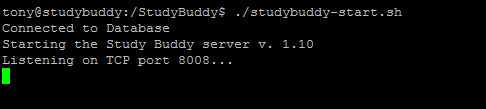 tony@studybuddy:/StudyBuddy$ ./studybuddy-start.sh
Connected to Database
Starting the Study Buddy server v. 1.10
Listening on TCP port 8008...